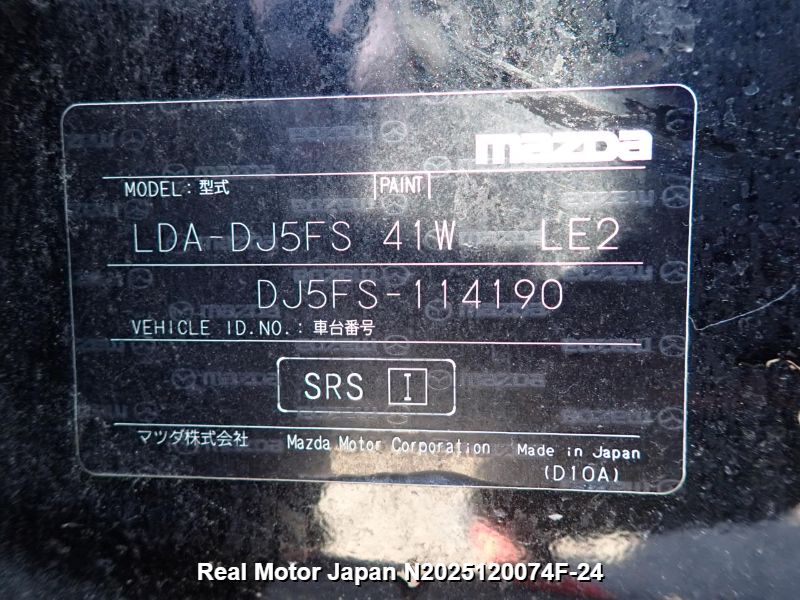 mazda
MODEL: 型式 PAINT
LDA-DJ5FS 41W LE2
DJ5FS-114190
VEHICLE ID.NO.: 車台番号
SRS I
マツダ株式会社 Mazda Motor Corporation Made in Japan
(D10A)
Real Motor Japan N2025120074F-24